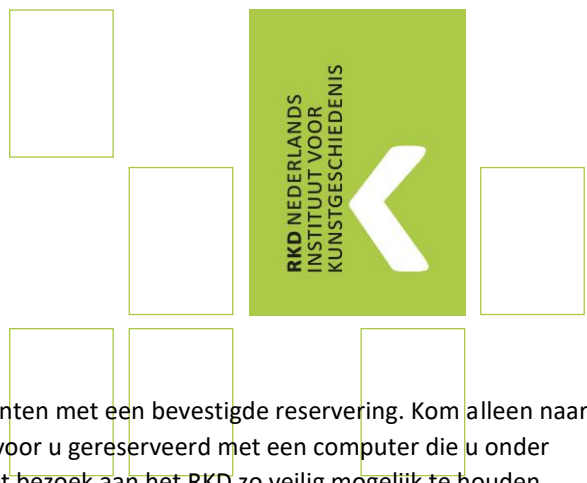 RKD NEDERLANDS
INSTITUUT VOOR
KUNSTGESCHIEDENIS
met een bevestigde reservering. Kom alleen naar
voor u gereserveerd met een computer die u onder
bezoek aan het RKD zo veilig mogelijk te houden